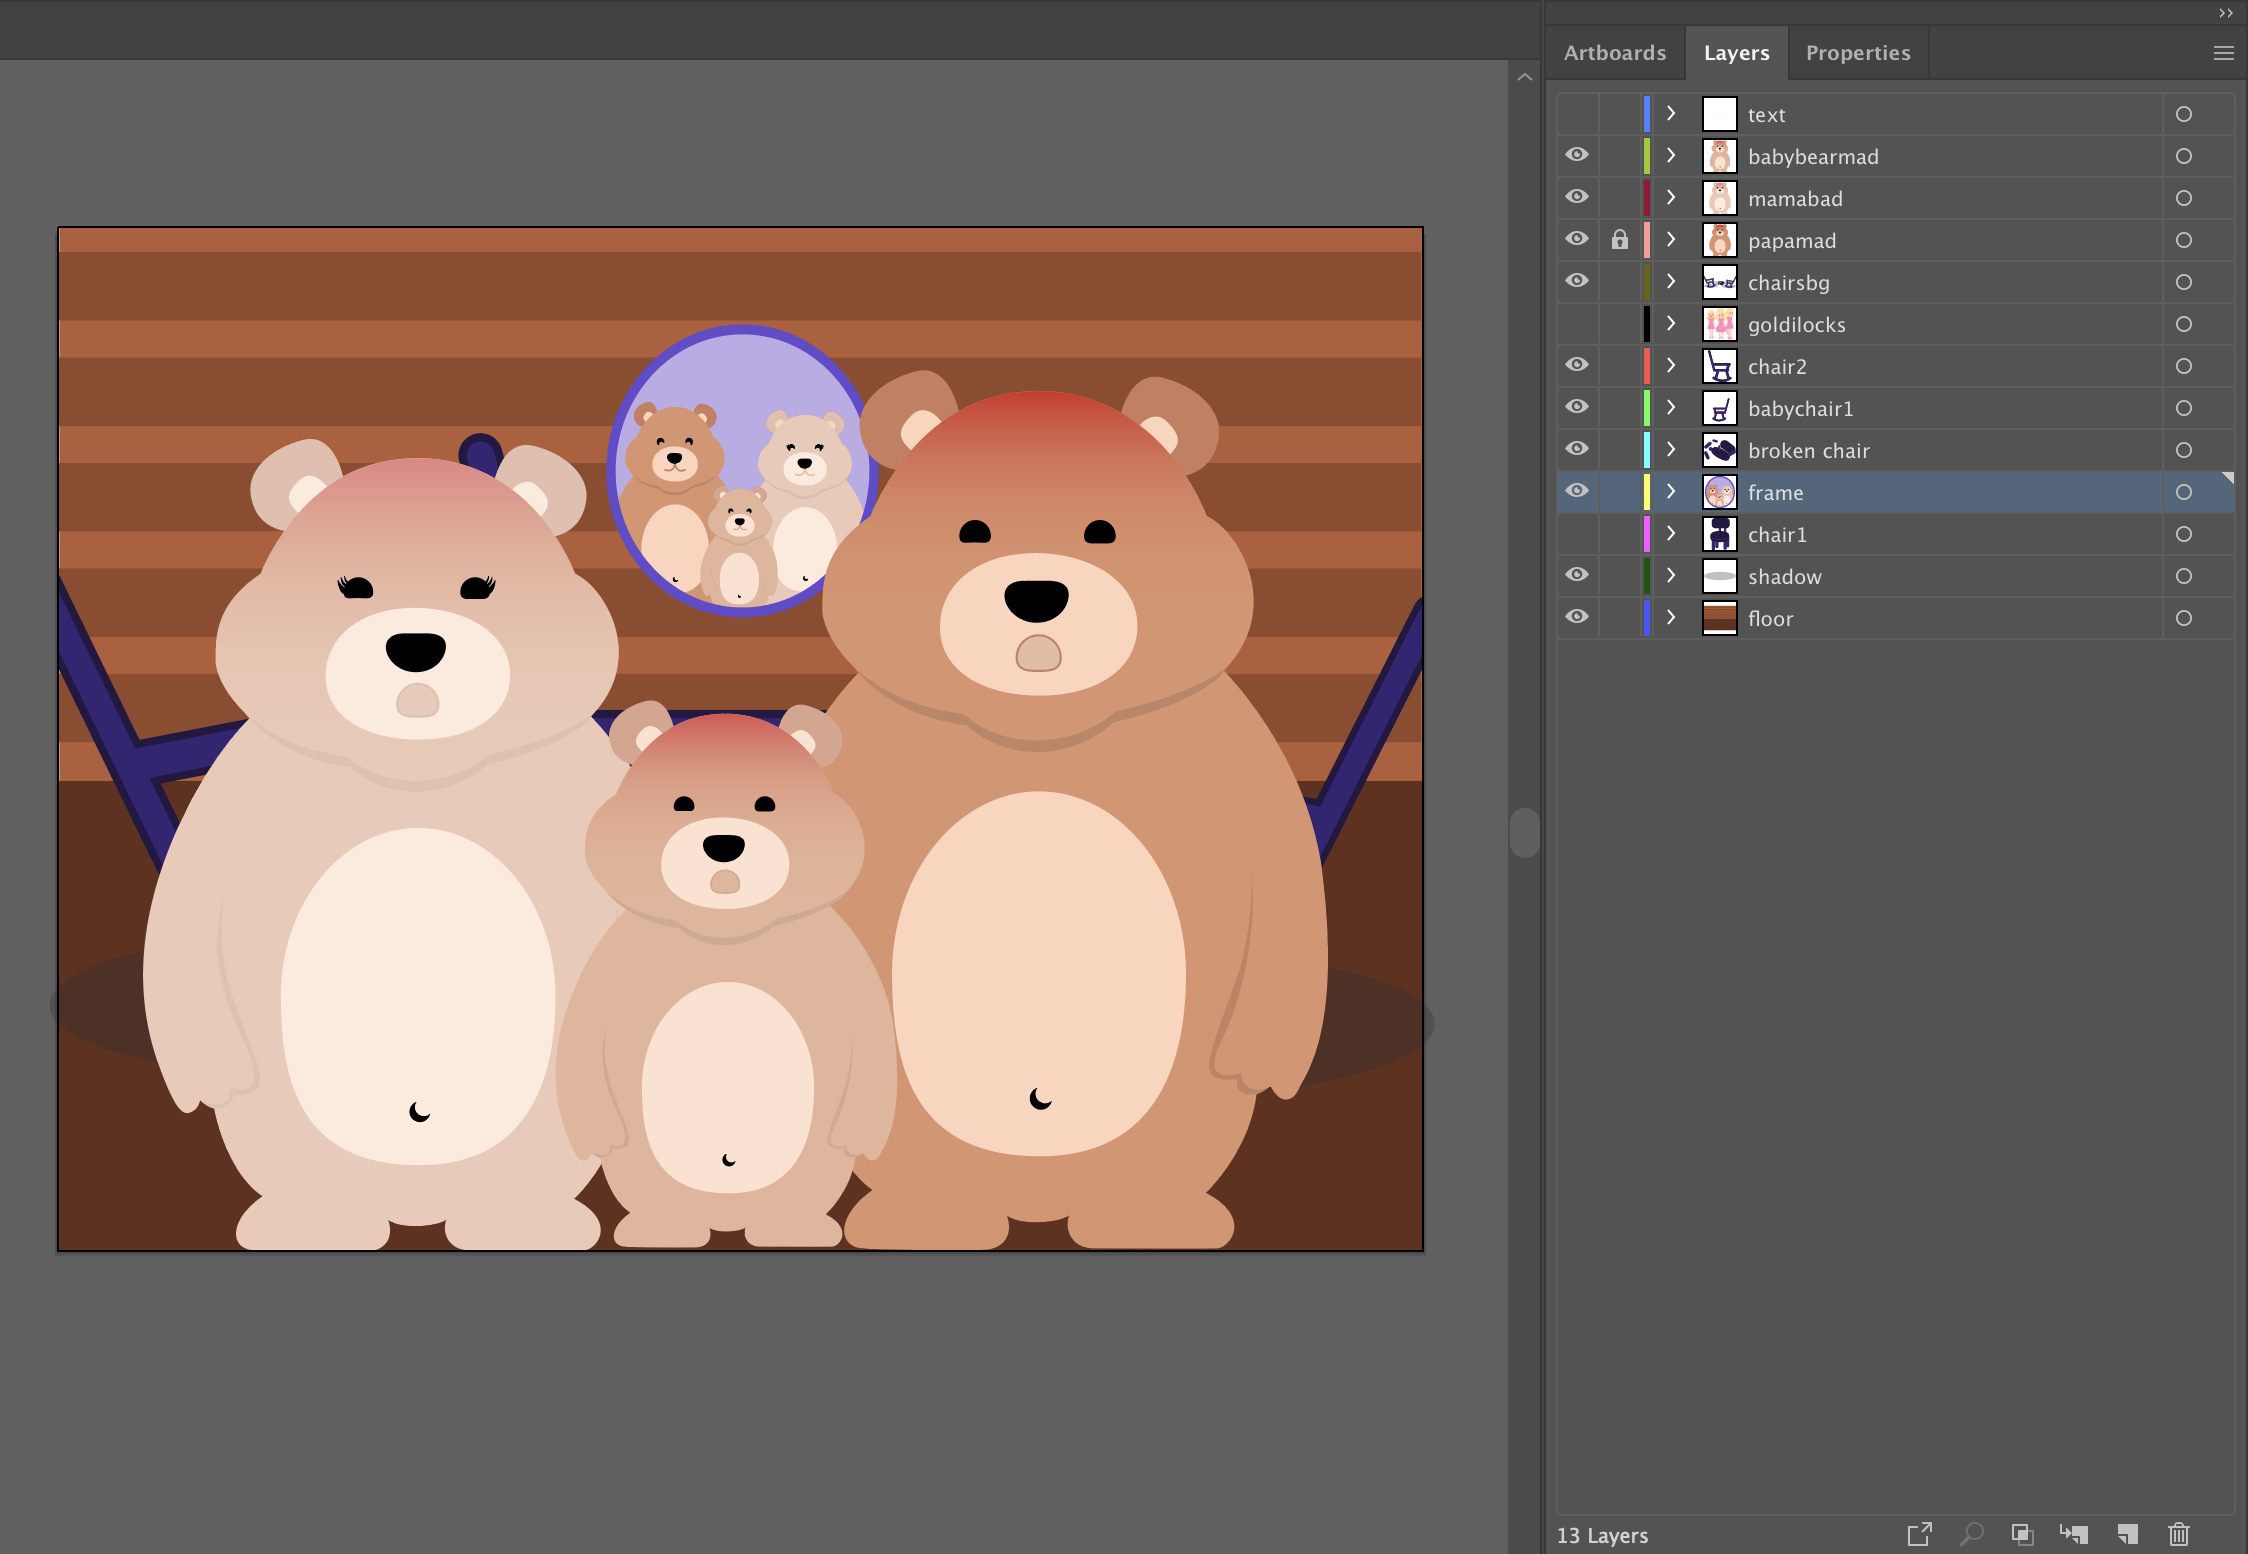 Artboards Layers Properties
text
babybearmad
mamabad
papamad
chairsbg
goldilocks
chair2
babychair1
broken chair
frame
chair1
shadow
floor
13 Layers